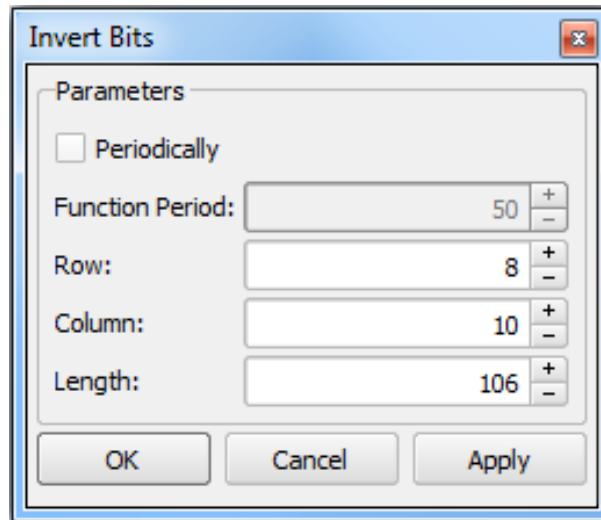 Invert Bits
Parameters
Periodically
Function Period: 50
Row: 8
Column: 10
Length: 106
OK Cancel Apply